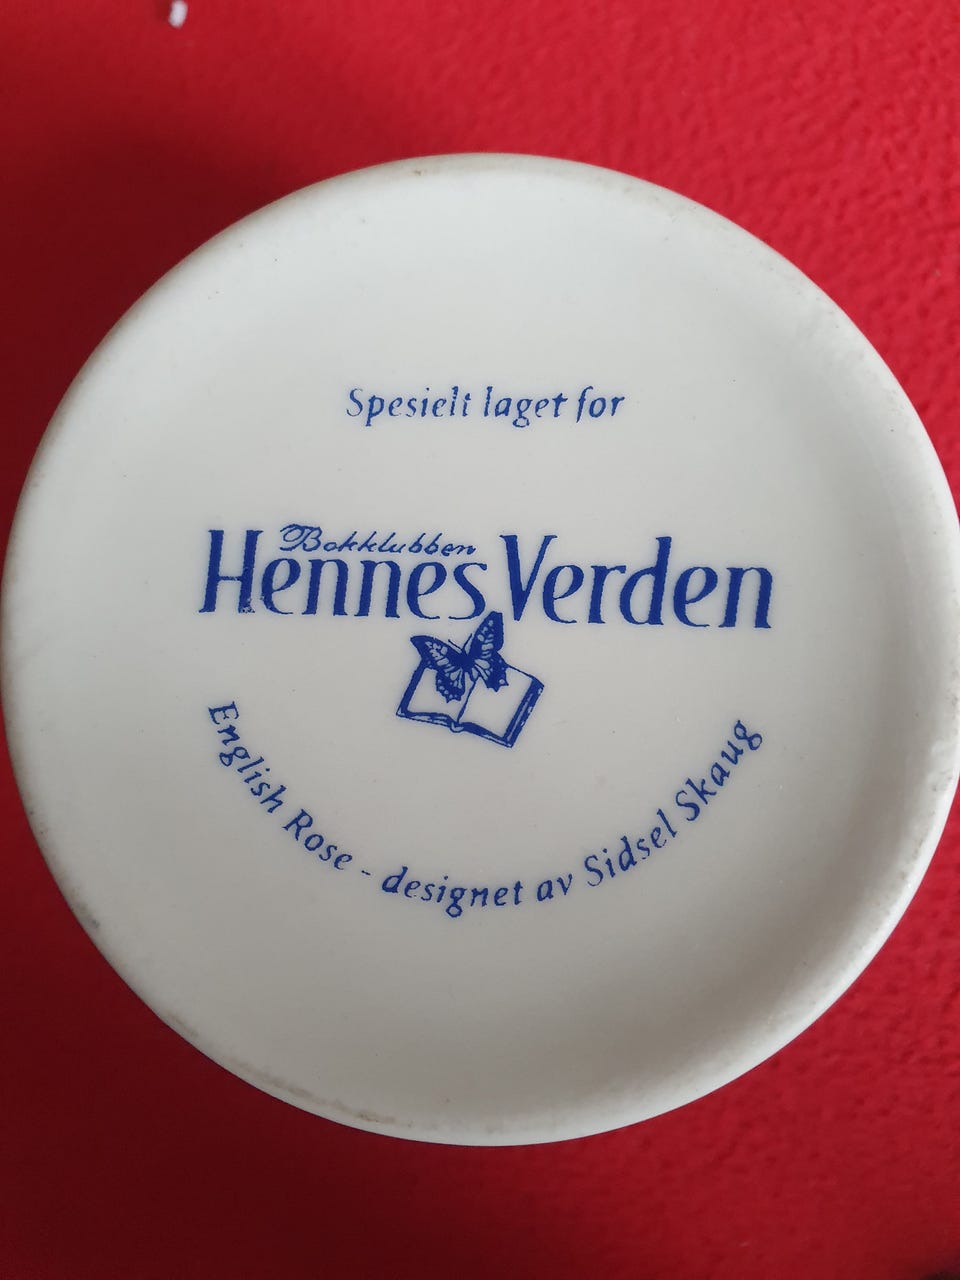 Spesielt laget for
Bokklubben
Hennes Verden
English Rose - designet av Sidsel Skaug